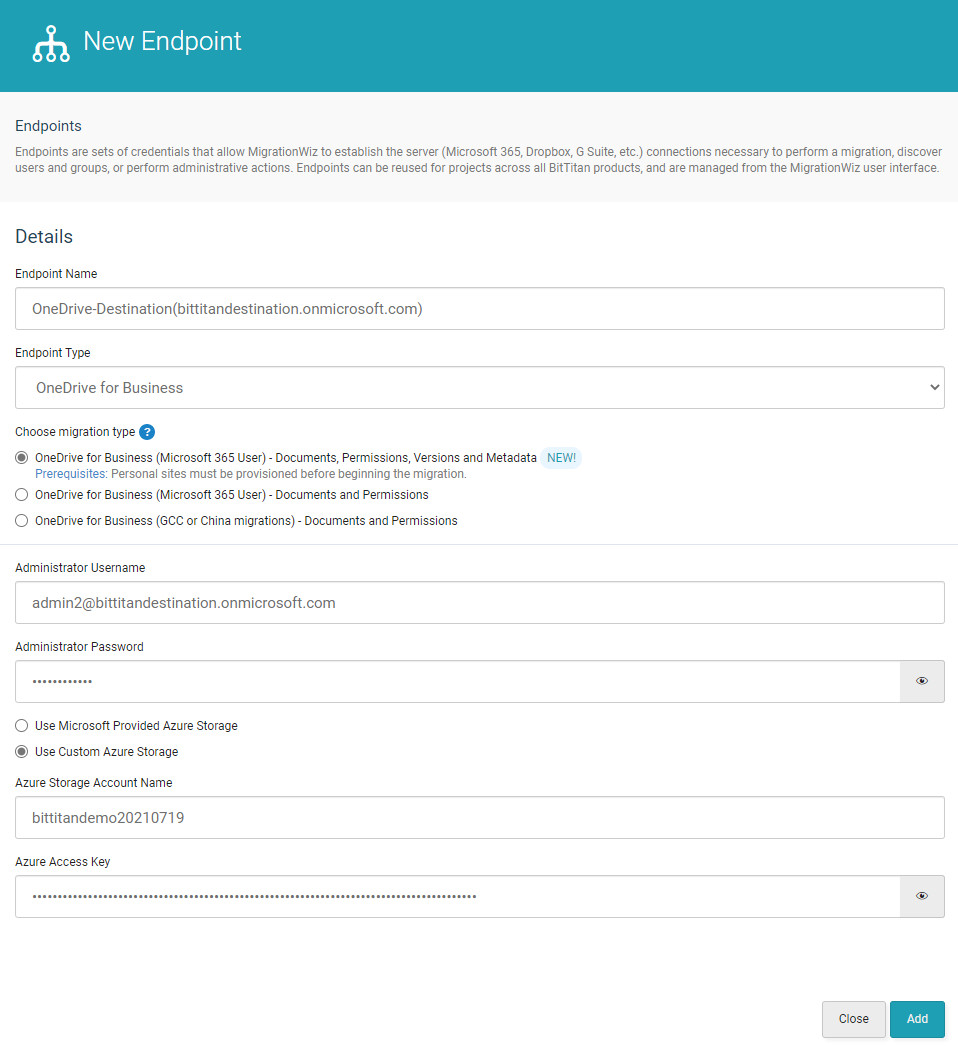 New Endpoint
Endpoints
Endpoints are sets of credentials that allow MigrationWiz to establish the server (Microsoft 365, Dropbox, G Suite, etc.) connections necessary to perform a migration, discover
users and groups, or perform administrative actions. Endpoints can be reused for projects across all BitTitan products, and are managed from the MigrationWiz user interface.
Details
Endpoint Name
OneDrive-Destination(bittitandestination.onmicrosoft.com)
Endpoint Type
OneDrive for Business
Choose migration type ?
OneDrive for Business (Microsoft 365 User) - Documents, Permissions, Versions and Metadata NEW!
Prerequisites: Personal sites must be provisioned before beginning the migration.
OneDrive for Business (Microsoft 365 User) - Documents and Permissions
OneDrive for Business (GCC or China migrations) - Documents and Permissions
Administrator Username
admin2@bittitandestination.onmicrosoft.com
Administrator Password
••••••••••••
Use Microsoft Provided Azure Storage
Use Custom Azure Storage
Azure Storage Account Name
bittitandemo20210719
Azure Access Key
••••••••••••••••••••••••••••••••••••••••••••••••••••••••••••••••••••••••••••••••••••••••
Close Add